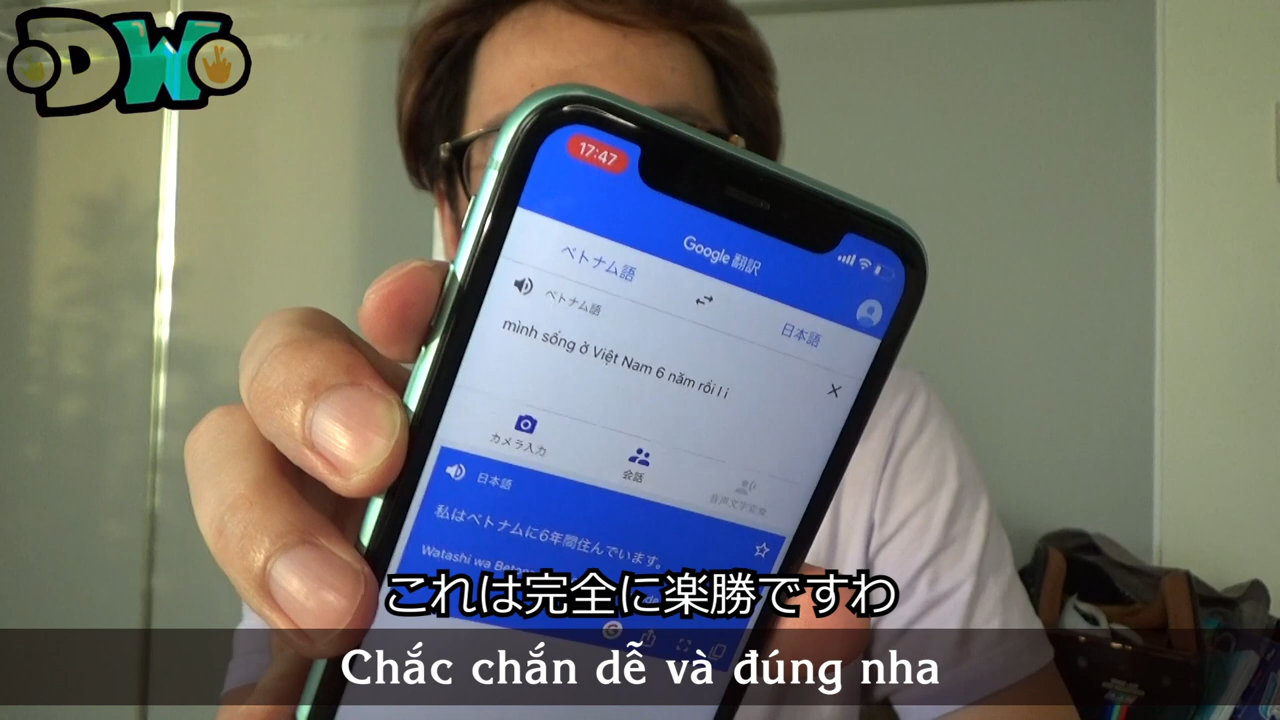 DW
17:47
Google 翻訳
ベトナム語
日本語
ベトナム語
mình sống ở Việt Nam 6 năm rồi l i
カメラ入力
会話
日本語
私はベトナムに6年間住んでいます。
Watashi wa
これは完全に楽勝ですわ
Chắc chắn dễ và đúng nha